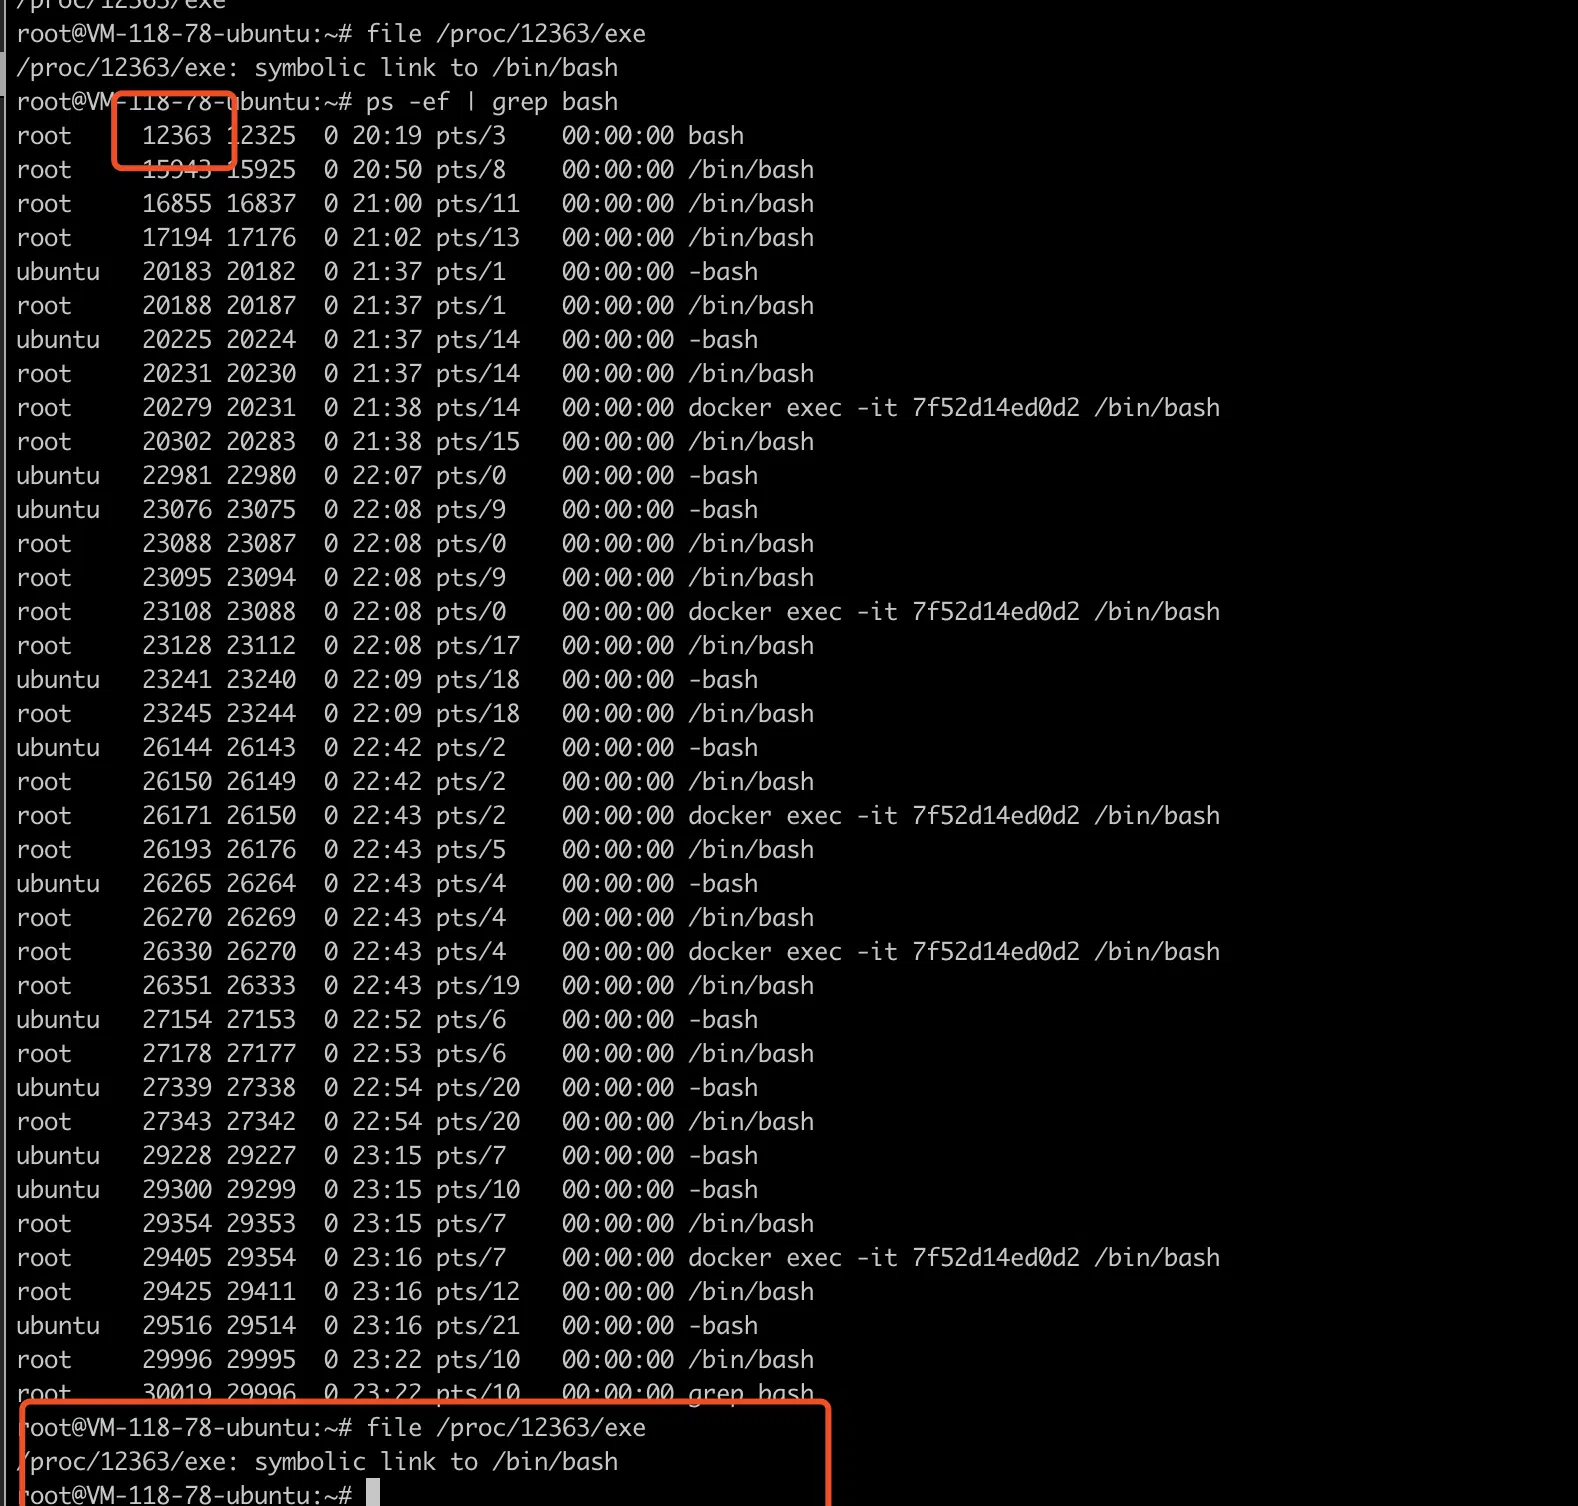 /proc/12363/exe
root@VM-118-78-ubuntu:~# file /proc/12363/exe
/proc/12363/exe: symbolic link to /bin/bash
root@VM-118-78-ubuntu:~# ps -ef | grep bash
root     12363 12325  0 20:19 pts/3    00:00:00 bash
root     15943 15925  0 20:50 pts/8    00:00:00 /bin/bash
root     16855 16837  0 21:00 pts/11   00:00:00 /bin/bash
root     17194 17176  0 21:02 pts/13   00:00:00 /bin/bash
ubuntu   20183 20182  0 21:37 pts/1    00:00:00 -bash
root     20188 20187  0 21:37 pts/1    00:00:00 /bin/bash
ubuntu   20225 20224  0 21:37 pts/14   00:00:00 -bash
root     20231 20230  0 21:37 pts/14   00:00:00 /bin/bash
root     20279 20231  0 21:38 pts/14   00:00:00 docker exec -it 7f52d14ed0d2 /bin/bash
root     20302 20283  0 21:38 pts/15   00:00:00 /bin/bash
ubuntu   22981 22980  0 22:07 pts/0    00:00:00 -bash
ubuntu   23076 23075  0 22:08 pts/9    00:00:00 -bash
root     23088 23087  0 22:08 pts/0    00:00:00 /bin/bash
root     23095 23094  0 22:08 pts/9    00:00:00 /bin/bash
root     23108 23088  0 22:08 pts/0    00:00:00 docker exec -it 7f52d14ed0d2 /bin/bash
root     23128 23112  0 22:08 pts/17   00:00:00 /bin/bash
ubuntu   23241 23240  0 22:09 pts/18   00:00:00 -bash
root     23245 23244  0 22:09 pts/18   00:00:00 /bin/bash
ubuntu   26144 26143  0 22:42 pts/2    00:00:00 -bash
root     26150 26149  0 22:42 pts/2    00:00:00 /bin/bash
root     26171 26150  0 22:43 pts/2    00:00:00 docker exec -it 7f52d14ed0d2 /bin/bash
root     26193 26176  0 22:43 pts/5    00:00:00 /bin/bash
ubuntu   26265 26264  0 22:43 pts/4    00:00:00 -bash
root     26270 26269  0 22:43 pts/4    00:00:00 /bin/bash
root     26330 26270  0 22:43 pts/4    00:00:00 docker exec -it 7f52d14ed0d2 /bin/bash
root     26351 26333  0 22:43 pts/19   00:00:00 /bin/bash
ubuntu   27154 27153  0 22:52 pts/6    00:00:00 -bash
root     27178 27177  0 22:53 pts/6    00:00:00 /bin/bash
ubuntu   27339 27338  0 22:54 pts/20   00:00:00 -bash
root     27343 27342  0 22:54 pts/20   00:00:00 /bin/bash
ubuntu   29228 29227  0 23:15 pts/7    00:00:00 -bash
ubuntu   29300 29299  0 23:15 pts/10   00:00:00 -bash
root     29354 29353  0 23:15 pts/7    00:00:00 /bin/bash
root     29405 29354  0 23:16 pts/7    00:00:00 docker exec -it 7f52d14ed0d2 /bin/bash
root     29425 29411  0 23:16 pts/12   00:00:00 /bin/bash
ubuntu   29516 29514  0 23:16 pts/21   00:00:00 -bash
root     29996 29995  0 23:22 pts/10   00:00:00 /bin/bash
root     30019 29996  0 23:22 pts/10   00:00:00 grep bash
root@VM-118-78-ubuntu:~# file /proc/12363/exe
/proc/12363/exe: symbolic link to /bin/bash
root@VM-118-78-ubuntu:~#